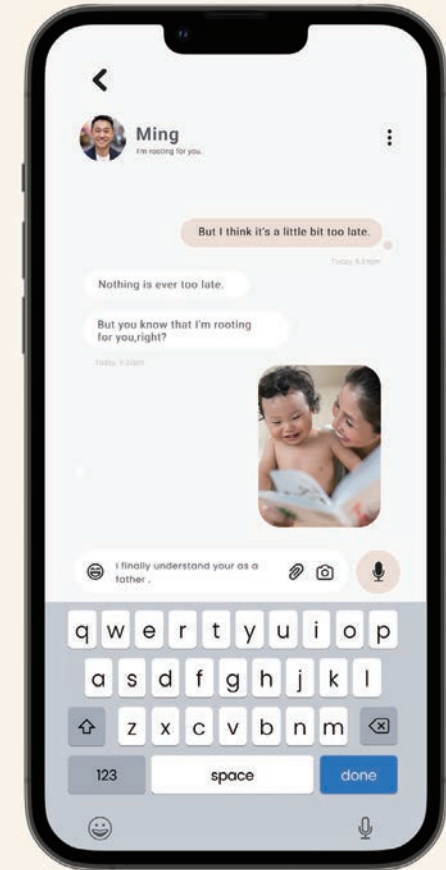 Ming
I'm rooting for you.
But I think it's a little bit too late.
Nothing is ever too late.
But you know that I'm rooting
for you,right?
I finally understand your as a
father .
q w e r t y u i o p
a s d f g h j k l
z x c v b n m
123 space done